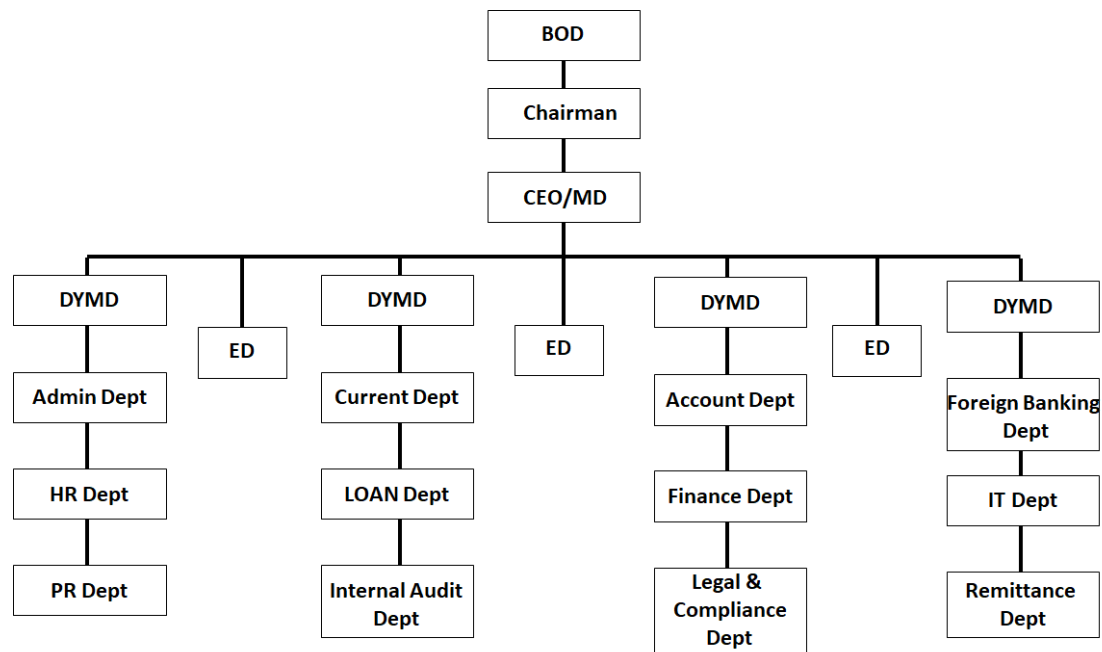 BOD
Chairman
CEO/MD
DYMD
ED
DYMD
ED
DYMD
ED
DYMD
Admin Dept
Current Dept
Account Dept
Foreign Banking
Dept
HR Dept
LOAN Dept
Finance Dept
IT Dept
PR Dept
Internal Audit
Dept
Legal &
Compliance
Dept
Remittance
Dept